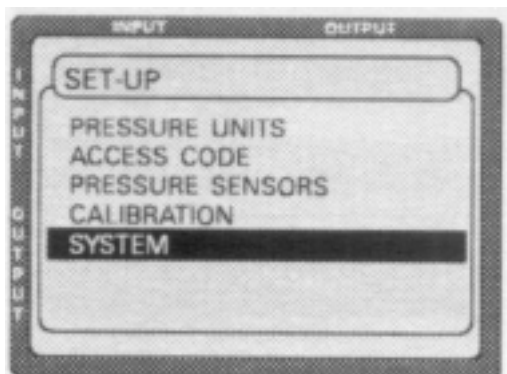 INPUT OUTPUT
INPUT
OUTPUT
SET-UP
PRESSURE UNITS
ACCESS CODE
PRESSURE SENSORS
CALIBRATION
SYSTEM